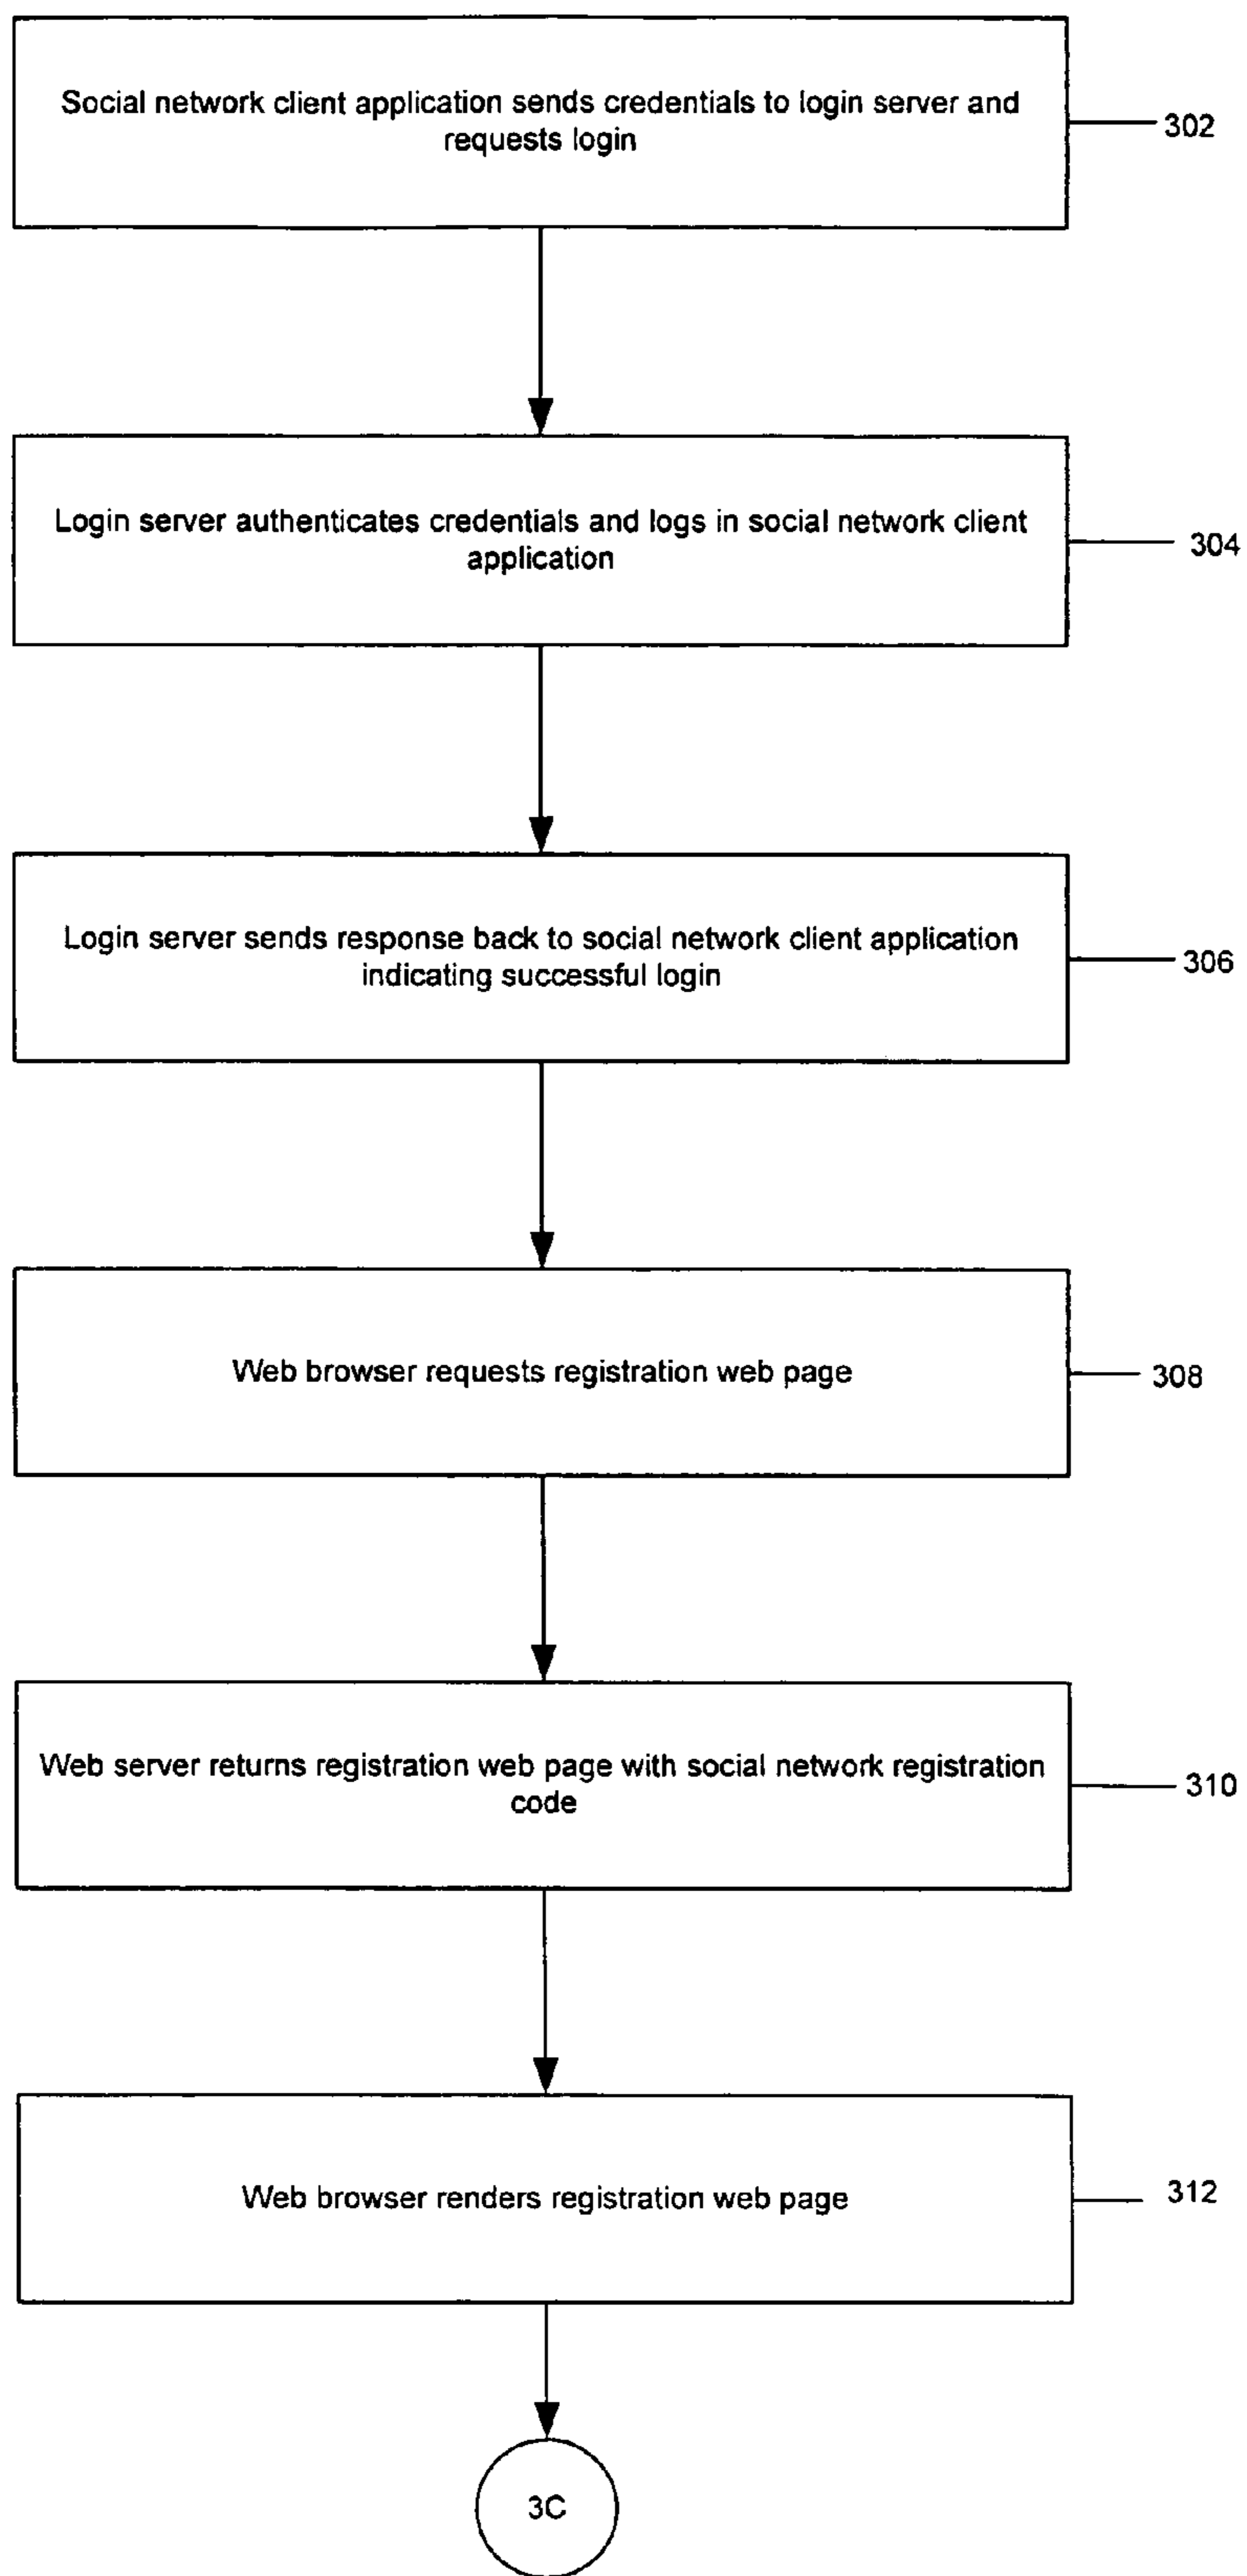 Social network client application sends credentials to login server and
requests login
302
Login server authenticates credentials and logs in social network client
application
304
Login server sends response back to social network client application
indicating successful login
306
Web browser requests registration web page
308
Web server returns registration web page with social network registration
code
310
Web browser renders registration web page
312
3C